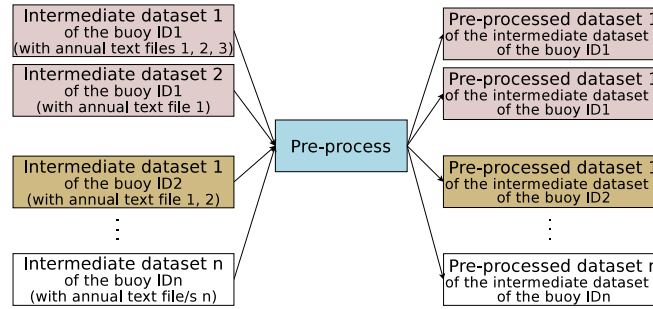 Intermediate dataset 1
of the buoy ID1
(with annual text files 1, 2, 3)
Intermediate dataset 2
of the buoy ID1
(with annual text file 1)
Intermediate dataset 1
of the buoy ID2
(with annual text file 1, 2)
Intermediate dataset n
of the buoy IDn
(with annual text file/s n)
Pre-process
Pre-processed dataset 1
of the intermediate dataset
of the buoy ID1
Pre-processed dataset 1
of the intermediate dataset
of the buoy ID1
Pre-processed dataset 1
of the intermediate dataset
of the buoy ID2
Pre-processed dataset n
of the intermediate dataset
of the buoy IDn